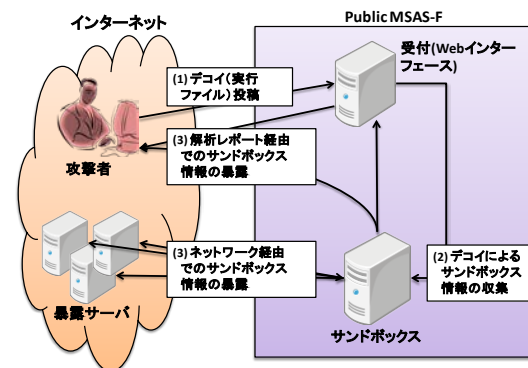 インターネット
Public MSAS-F
受付(Webインター
フェース)
(1) デコイ(実行
ファイル)投稿
(3) 解析レポート経由
でのサンドボックス
情報の暴露
攻撃者
(3) ネットワーク経由
でのサンドボックス
情報の暴露
(2) デコイによる
サンドボックス
情報の収集
暴露サーバ
サンドボックス